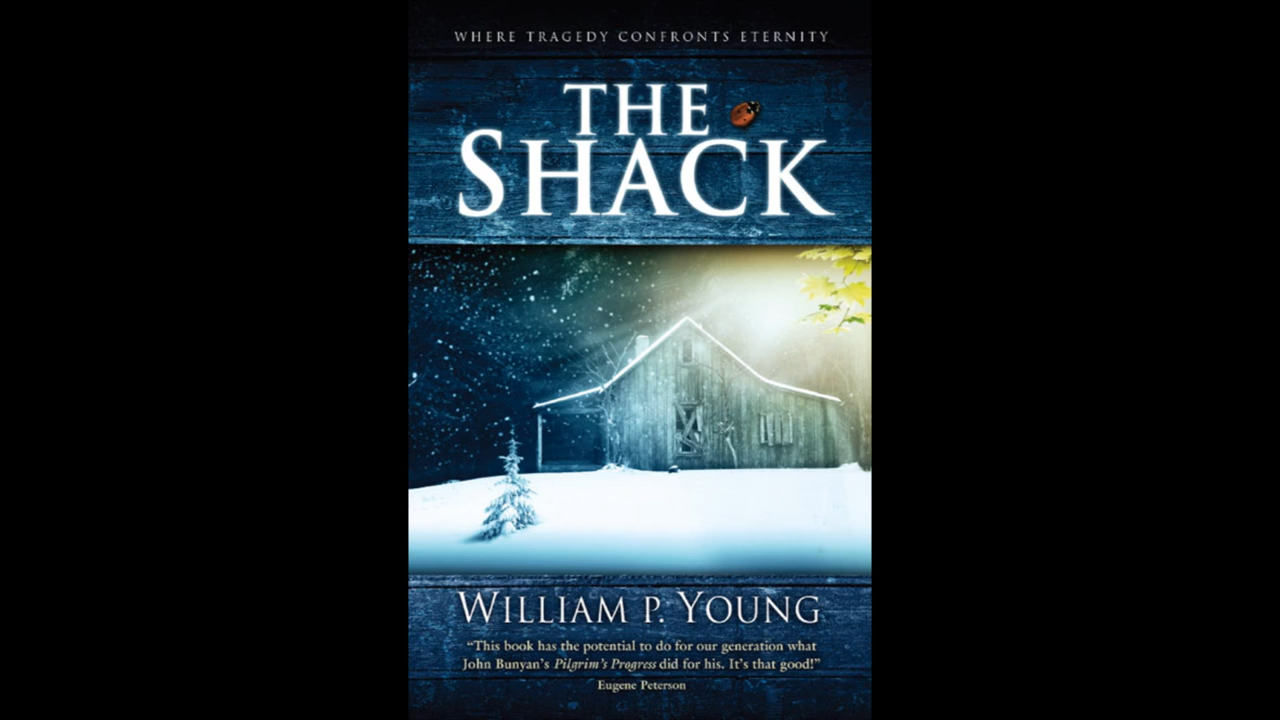 WHERE TRAGEDY CONFRONTS ETERNITY
THE
SHACK
WILLIAM P. YOUNG
“This book has the potential to do for our generation what
John Bunyan’s Pilgrim’s Progress did for his. It’s that good!”
Eugene Peterson